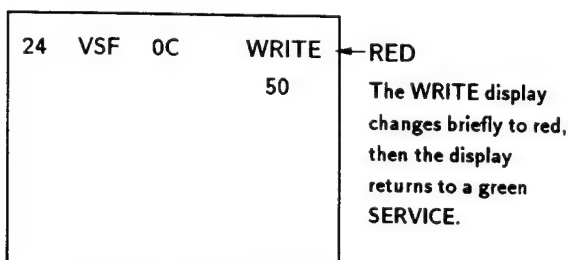 24 VSF 0C WRITE RED
50
The WRITE display
changes briefly to red,
then the display
returns to a green
SERVICE.